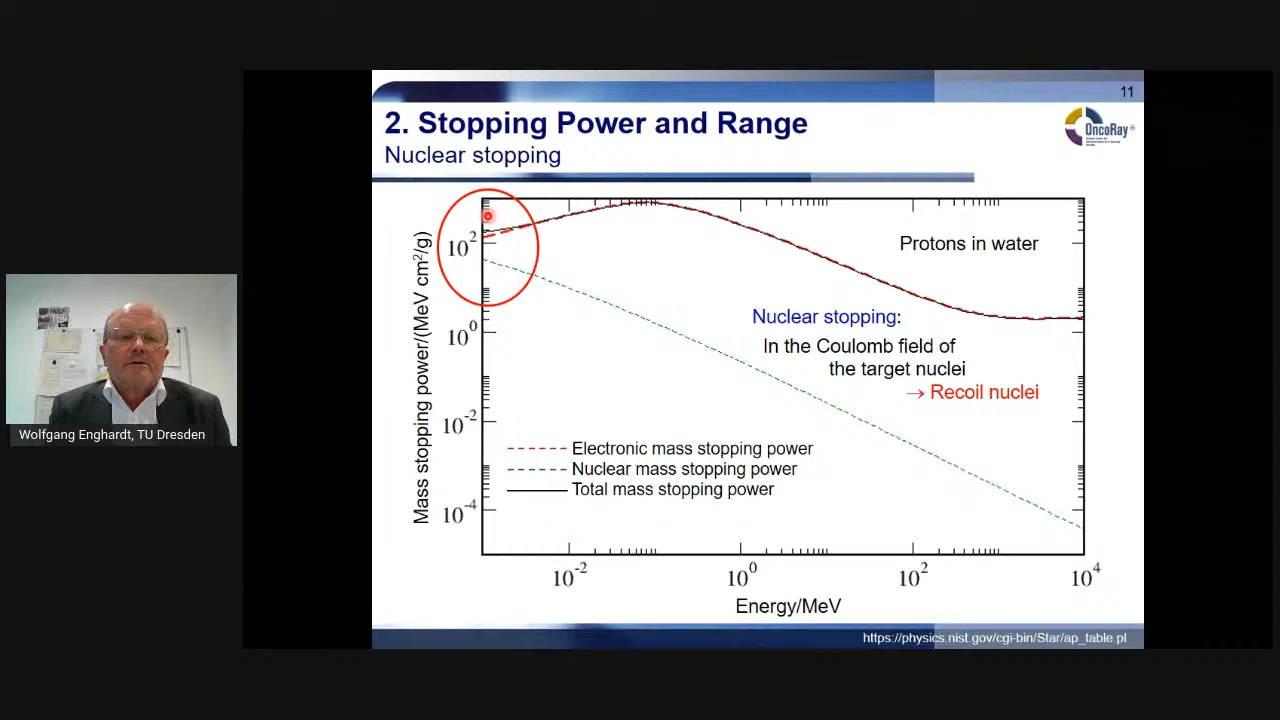 11
2. Stopping Power and Range
Nuclear stopping
OncoRay®
Mass stopping power/(MeV cm²/g)
10²
10⁰
10⁻²
10⁻⁴
Protons in water
Nuclear stopping:
In the Coulomb field of
the target nuclei
→ Recoil nuclei
Electronic mass stopping power
Nuclear mass stopping power
Total mass stopping power
10⁻²
10⁰
10²
10⁴
Energy/MeV
https://physics.nist.gov/cgi-bin/Star/ap_table.pl
Wolfgang Enghardt, TU Dresden